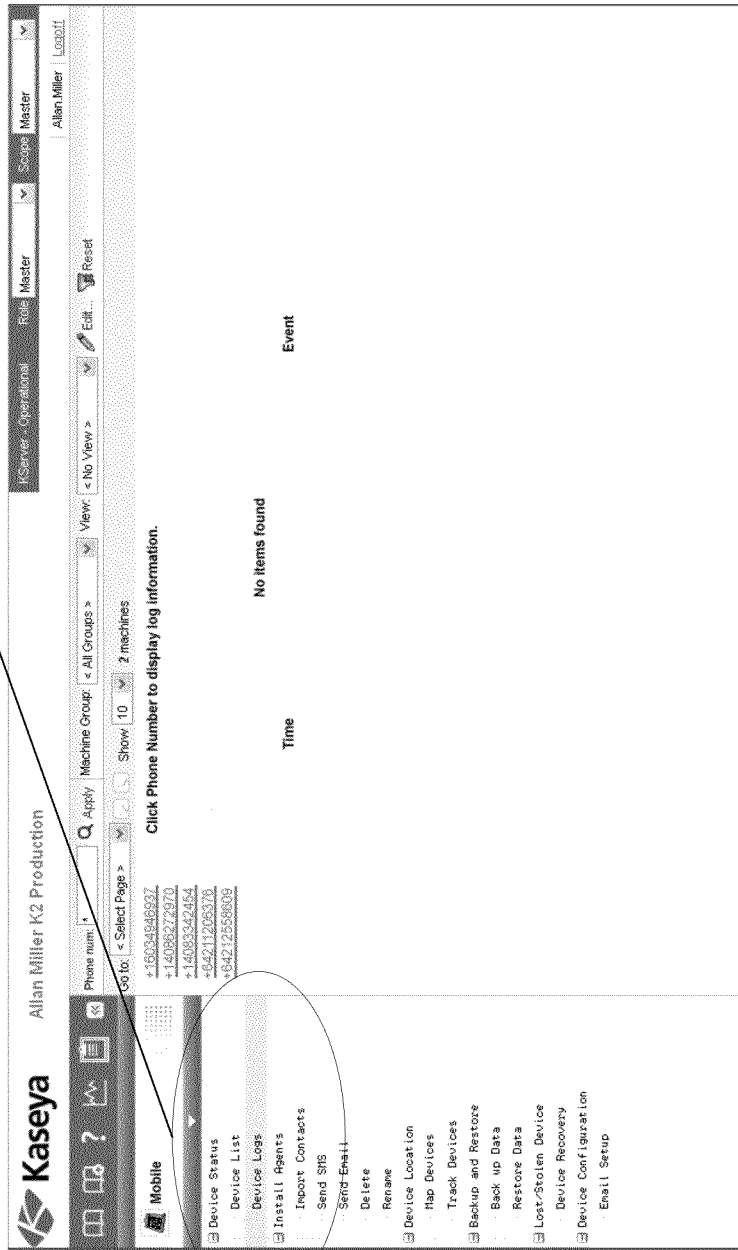 Kaseya
Allan Miller K2 Production
KServer - Operational Role Master Scope Master
Allan.Miller Logoff
Phone num: * Apply Machine Group: < All Groups > View: < No View > Edit... Reset
Go to: < Select Page > Show 10 2 machines
?
Mobile
Device Status
Device List
Device Logs
Install Agents
Import Contacts
Send SMS
Send Email
Delete
Rename
Device Location
Map Devices
Track Devices
Backup and Restore
Back up Data
Restore Data
Lost/Stolen Device
Device Recovery
Device Configuration
Email Setup
+16034946937
+14086272970
+14083342454
+64211206376
+64212558609
Click Phone Number to display log information.
No items found
Time Event